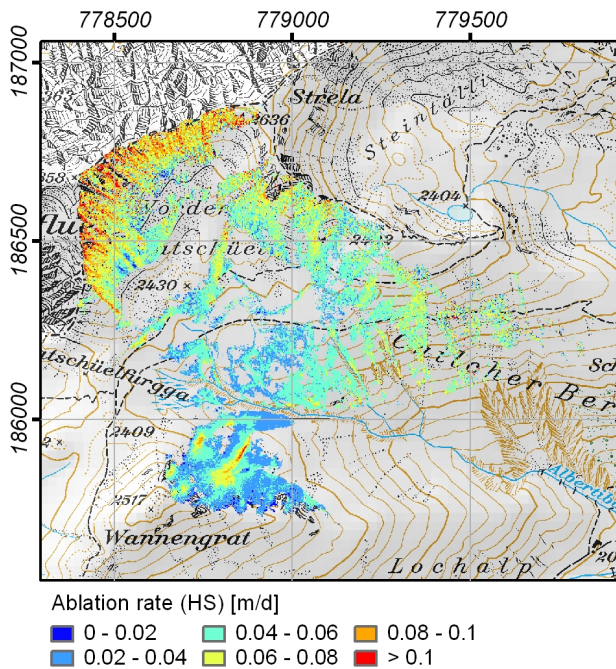 778500 779000 779500
187000
Strela
Steintälli
2636
2404
186500
2430
Chilcher Ber
186000
2409
2517
Wannengrat
Lochalp
Ablation rate (HS) [m/d]
0 - 0.02 0.04 - 0.06 0.08 - 0.1
0.02 - 0.04 0.06 - 0.08 > 0.1